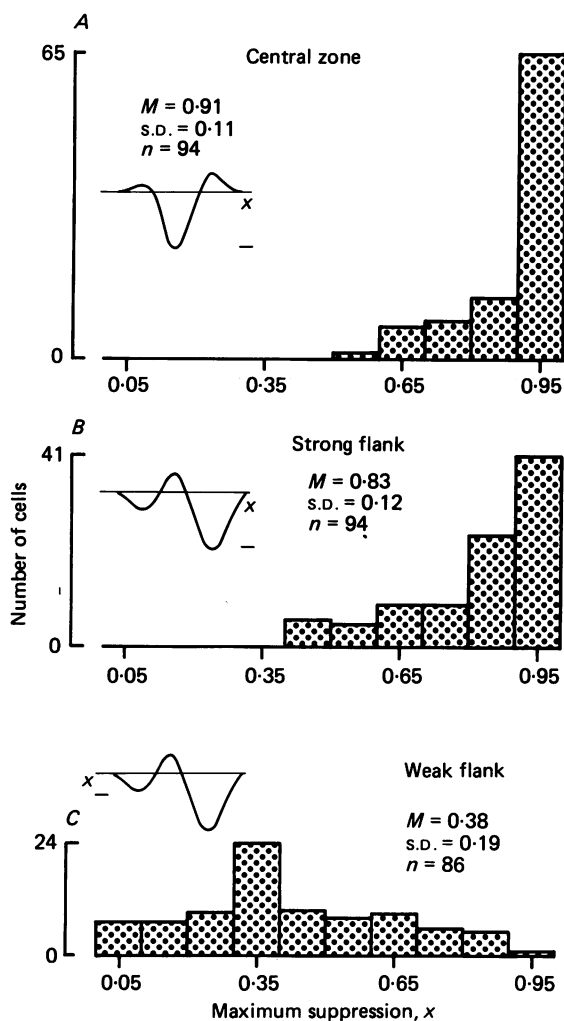 A
65
Central zone
M = 0·91
S.D. = 0·11
n = 94
x
0
0·05 0·35 0·65 0·95
B
41
Strong flank
M = 0·83
S.D. = 0·12
n = 94
x
Number of cells
0
0·05 0·35 0·65 0·95
x
Weak flank
C
M = 0·38
S.D. = 0·19
n = 86
24
0
0·05 0·35 0·65 0·95
Maximum suppression, x